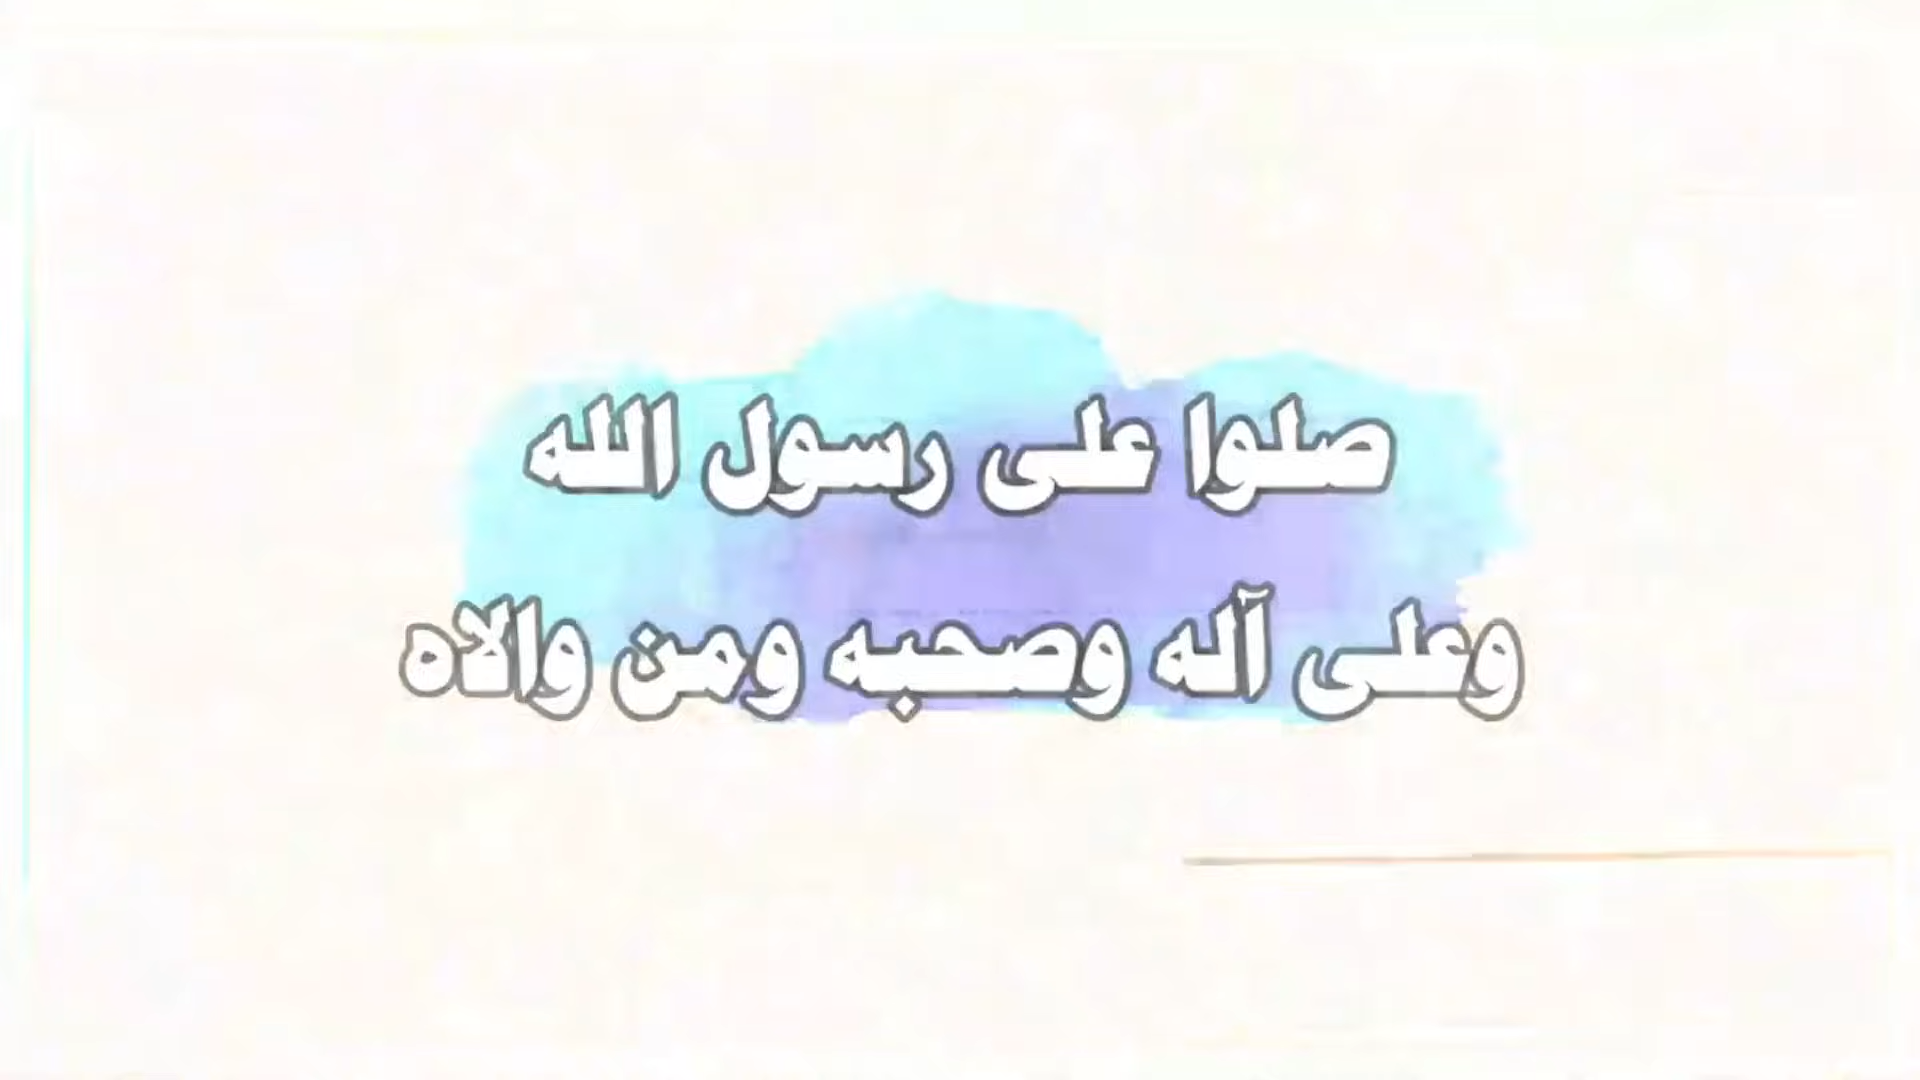 صلوا على رسول الله
وعلى آله وصحبه ومن والاه